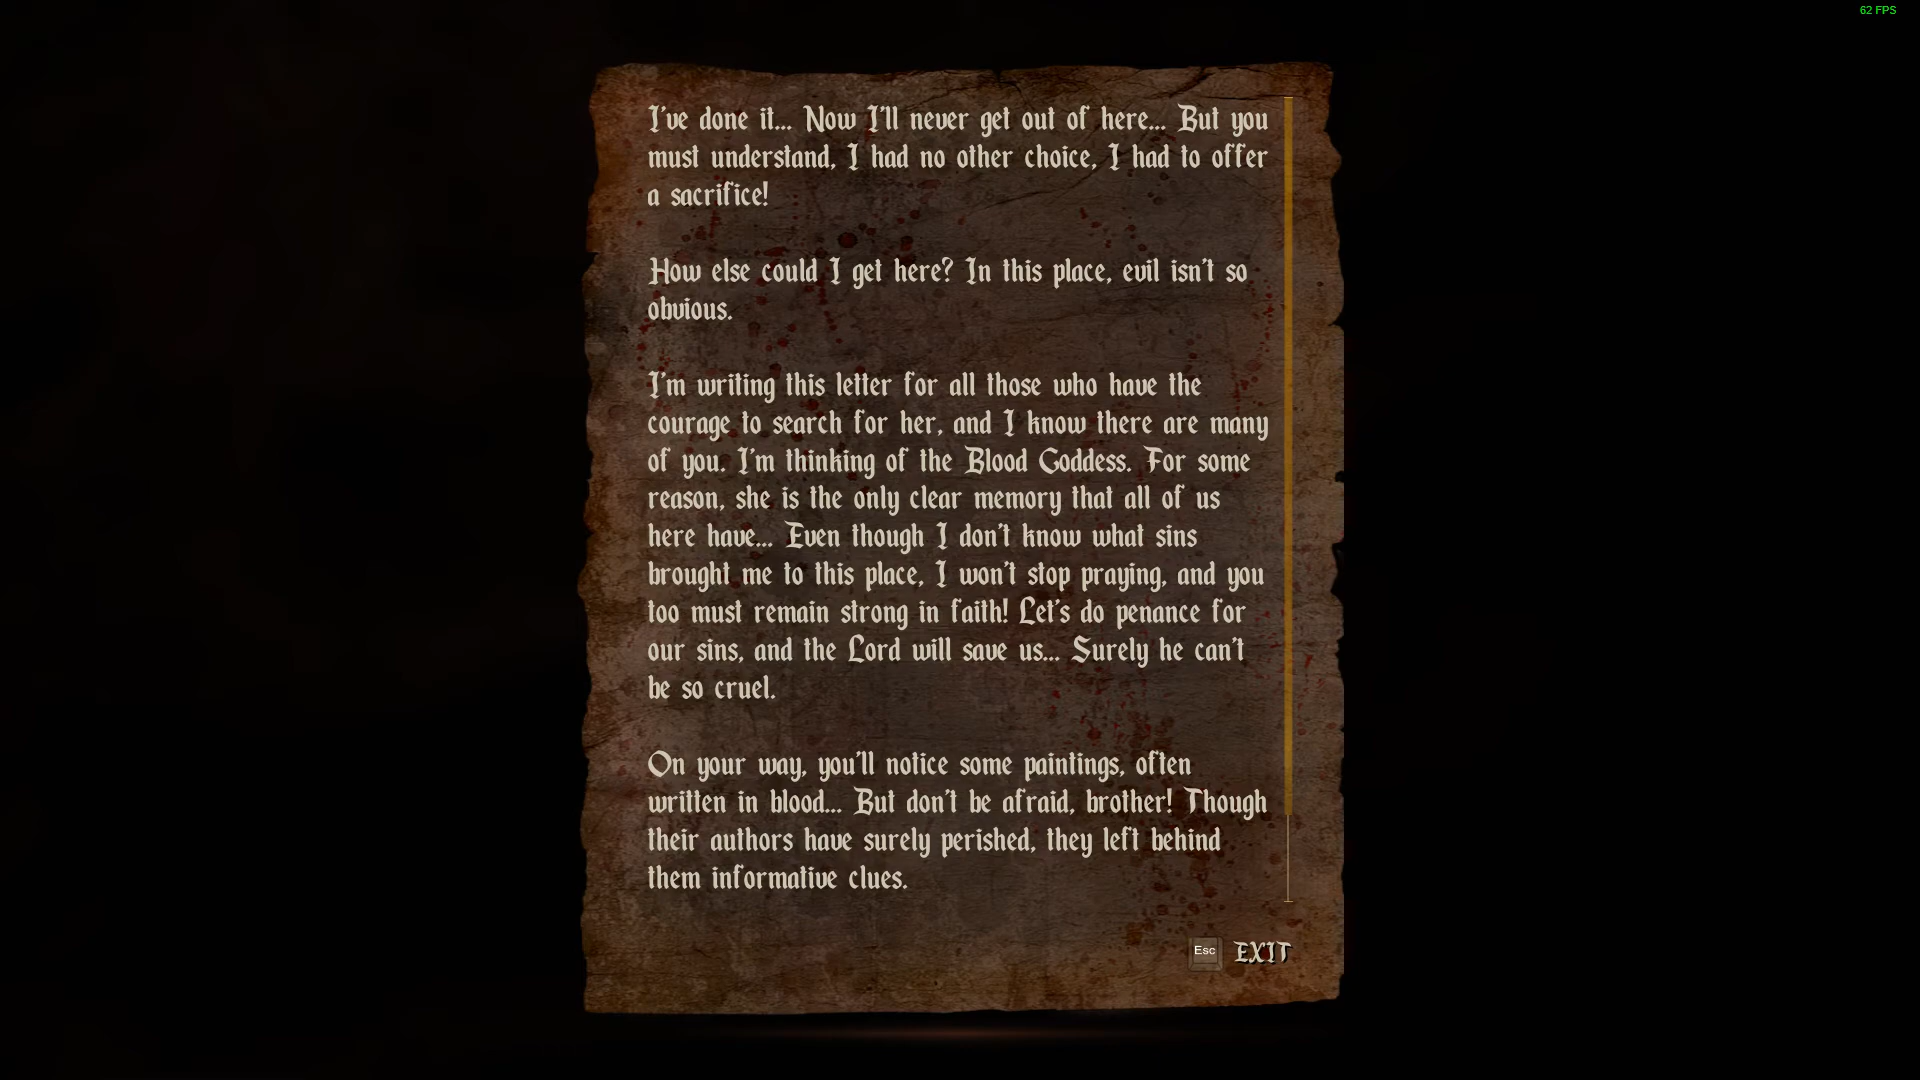 62 FPS
I've done it... Now I'll never get out of here... But you
must understand, I had no other choice, I had to offer
a sacrifice!
How else could I get here? In this place, evil isn't so
obvious.
I'm writing this letter for all those who have the
courage to search for her, and I know there are many
of you. I'm thinking of the Blood Goddess. For some
reason, she is the only clear memory that all of us
here have... Even though I don't know what sins
brought me to this place, I won't stop praying, and you
too must remain strong in faith! Let's do penance for
our sins, and the Lord will save us... Surely he can't
be so cruel.
On your way, you'll notice some paintings, often
written in blood... But don't be afraid, brother! Though
their authors have surely perished, they left behind
them informative clues.
Esc EXIT